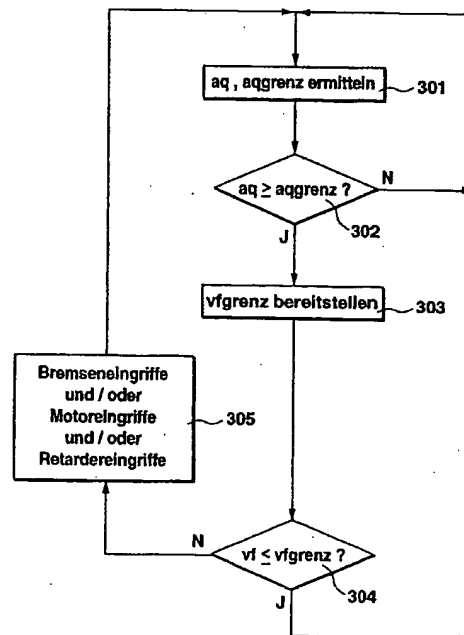 aq , aqgrenz ermitteln
301
N
aq ≥ aqgrenz ?
302
J
vfgrenz bereitstellen
303
Bremseneingriffe
und / oder
Motoreingriffe
und / oder
Retardereingriffe
305
N
vf ≤ vfgrenz ?
304
J